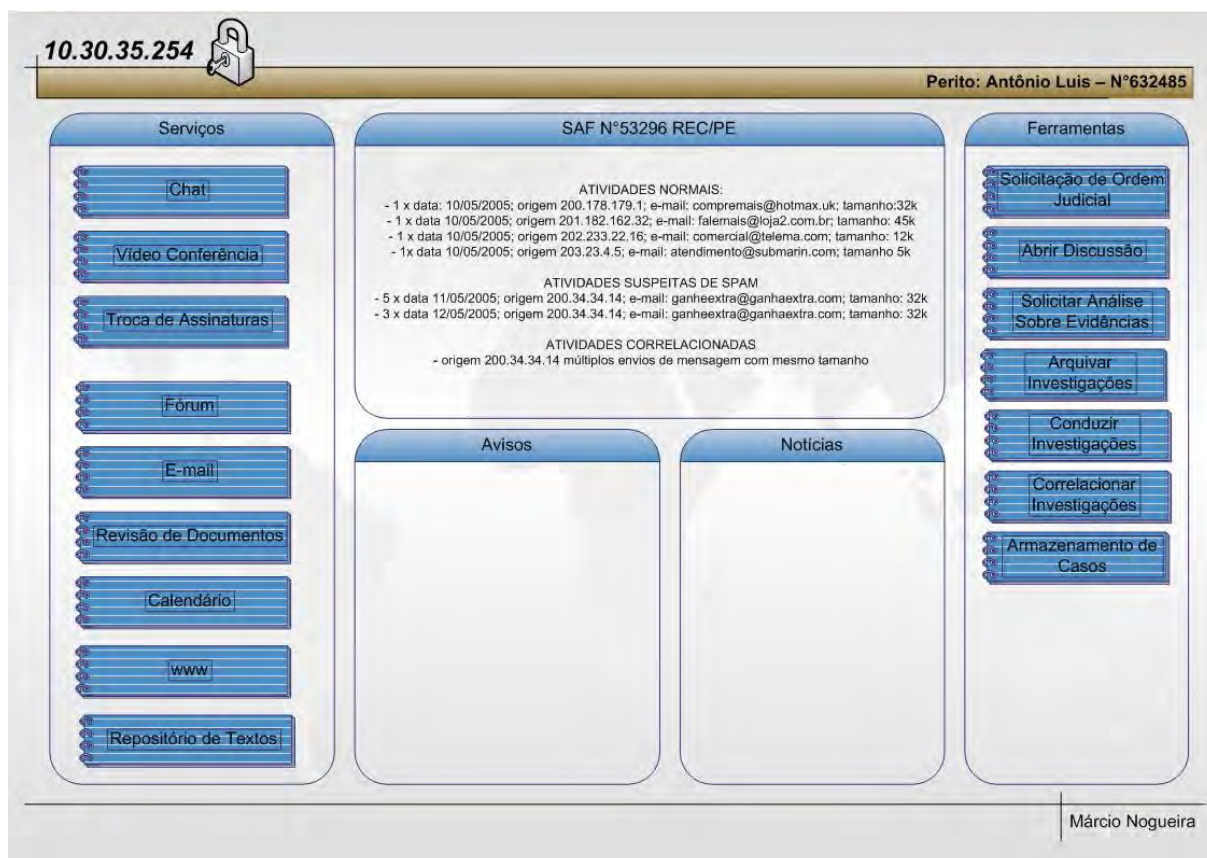 10.30.35.254
Perito: Antônio Luis – N°632485
Serviços
Chat
Vídeo Conferência
Troca de Assinaturas
Fórum
E-mail
Revisão de Documentos
Calendário
www
Repositório de Textos
SAF N°53296 REC/PE
ATIVIDADES NORMAIS:
- 1 x data: 10/05/2005; origem 200.178.179.1; e-mail: compremais@hotmax.uk; tamanho:32k
- 1 x data 10/05/2005; origem 201.182.162.32; e-mail: falemais@loja2.com.br; tamanho: 45k
- 1 x data 10/05/2005; origem 202.233.22.16; e-mail: comercial@telema.com; tamanho: 12k
- 1x data 10/05/2005; origem 203.23.4.5; e-mail: atendimento@submarin.com; tamanho 5k
ATIVIDADES SUSPEITAS DE SPAM
- 5 x data 11/05/2005; origem 200.34.34.14; e-mail: ganheextra@ganhaextra.com; tamanho: 32k
- 3 x data 12/05/2005; origem 200.34.34.14; e-mail: ganheextra@ganhaextra.com; tamanho: 32k
ATIVIDADES CORRELACIONADAS
- origem 200.34.34.14 múltiplos envios de mensagem com mesmo tamanho
Avisos
Notícias
Ferramentas
Solicitação de Ordem
Judicial
Abrir Discussão
Solicitar Análise
Sobre Evidências
Arquivar
Investigações
Conduzir
Investigações
Correlacionar
Investigações
Armazenamento de
Casos
Márcio Nogueira